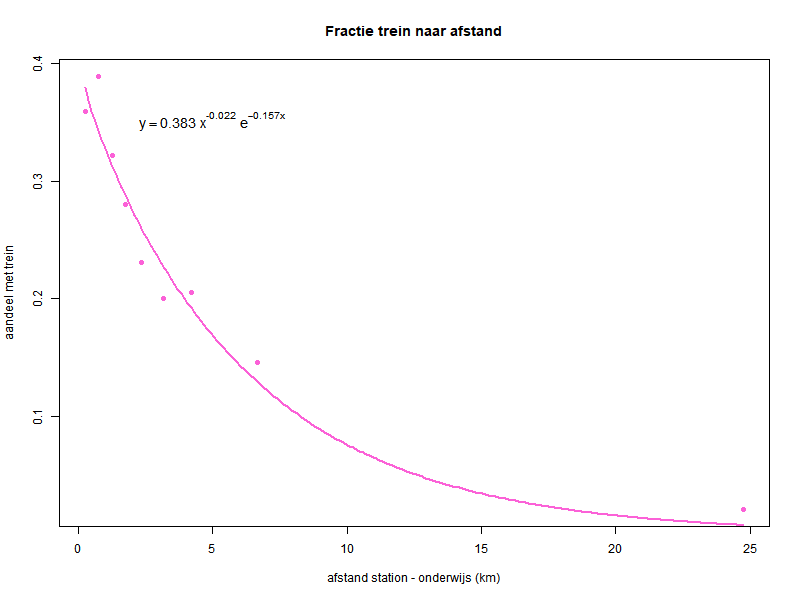 Fractie trein naar afstand
0.4
y = 0.383 x^-0.022 e^-0.157x
0.3
0.2
0.1
aandeel met trein
0 5 10 15 20 25
afstand station - onderwijs (km)